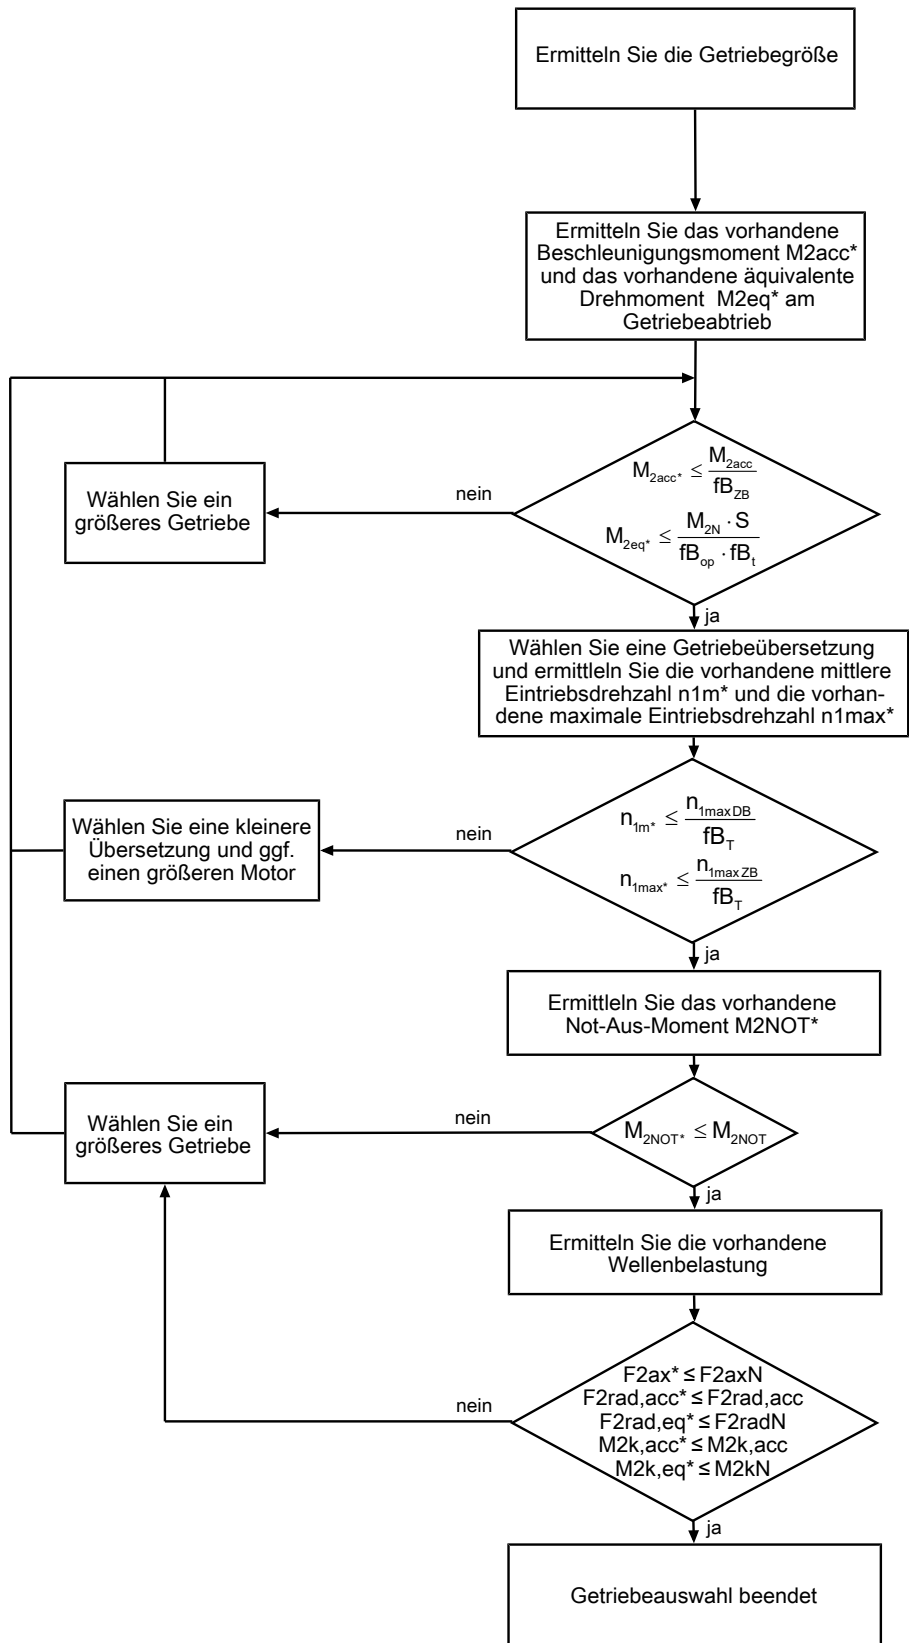 Ermitteln Sie die Getriebegröße
Ermitteln Sie das vorhandene
Beschleunigungsmoment M2acc*
und das vorhandene äquivalente
Drehmoment M2eq* am
Getriebeabtrieb
M2acc* ≤ M2acc / fBZB
M2eq* ≤ M2N · S / fBop · fBt
nein
Wählen Sie ein
größeres Getriebe
ja
Wählen Sie eine Getriebeübersetzung
und ermittleln Sie die vorhandene mittlere
Eintriebsdrehzahl n1m* und die vorhan-
dene maximale Eintriebsdrehzahl n1max*
n1m* ≤ n1maxDB / fBT
n1max* ≤ n1maxZB / fBT
nein
Wählen Sie eine kleinere
Übersetzung und ggf.
einen größeren Motor
ja
Ermittleln Sie das vorhandene
Not-Aus-Moment M2NOT*
M2NOT* ≤ M2NOT
nein
Wählen Sie ein
größeres Getriebe
ja
Ermitteln Sie die vorhandene
Wellenbelastung
F2ax* ≤ F2axN
F2rad,acc* ≤ F2rad,acc
F2rad,eq* ≤ F2radN
M2k,acc* ≤ M2k,acc
M2k,eq* ≤ M2kN
nein
ja
Getriebeauswahl beendet